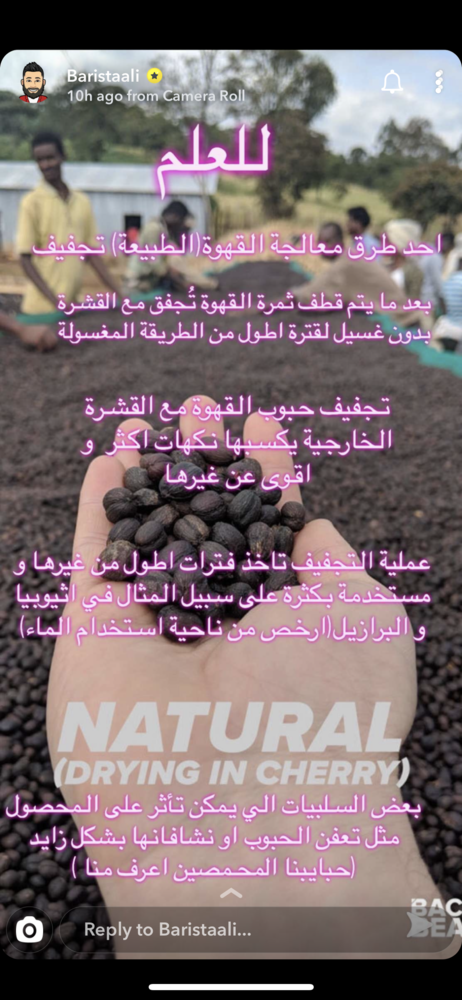 Baristaali
10h ago from Camera Roll
للعلم
احد طرق معالجة القهوة(الطبيعة) تجفيف
بعد ما يتم قطف ثمرة القهوة تُجفق مع القشرة
بدون غسيل لقترة اطول من الطريقة المغسولة
تجفيف حبوب القهوة مع القشرة
الخارجية يكسبها نكهات اكثر و
اقوى عن غيرها
عملية التجفيف تاخذ فترات اطول من غيرها و
مستخدمة بكثرة على سبيل المثال في اثيوبيا
و البرازيل(ارخص من ناحية استخدام الماء)
NATURAL
(DRYING IN CHERRY)
بعض السلبيات الي يمكن تأثر على المحصول
مثل تعفن الحبوب او نشافانها بشكل زايد
(حبايبنا المحمصين اعرف منا )
BAC
Reply to Baristaali...